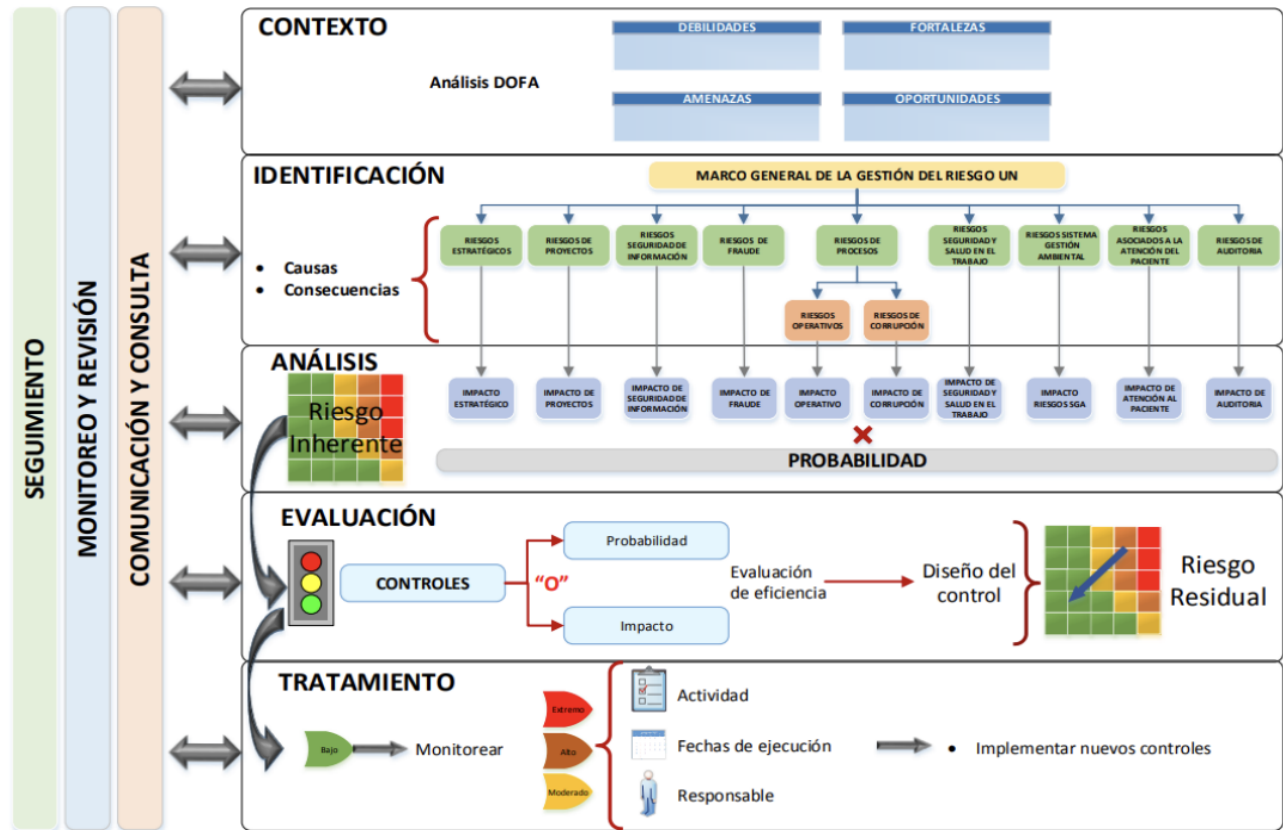 SEGUIMIENTO
MONITOREO Y REVISIÓN
COMUNICACIÓN Y CONSULTA
CONTEXTO
Análisis DOFA
DEBILIDADES
FORTALEZAS
AMENAZAS
OPORTUNIDADES
IDENTIFICACIÓN
MARCO GENERAL DE LA GESTIÓN DEL RIESGO UN
• Causas
• Consecuencias
RIESGOS
ESTRATÉGICOS
RIESGOS DE
PROYECTOS
RIESGOS
SEGURIDAD DE
INFORMACIÓN
RIESGOS DE
FRAUDE
RIESGOS DE
PROCESOS
RIESGOS
SEGURIDAD Y
SALUD EN EL
TRABAJO
RIESGOS SISTEMA
GESTIÓN
AMBIENTAL
RIESGOS
ASOCIADOS A LA
ATENCIÓN DEL
PACIENTE
RIESGOS DE
AUDITORIA
RIESGOS
OPERATIVOS
RIESGOS DE
CORRUPCIÓN
ANÁLISIS
Riesgo
Inherente
IMPACTO
ESTRATÉGICO
IMPACTO DE
PROYECTOS
IMPACTO DE
SEGURIDAD DE
INFORMACIÓN
IMPACTO DE
FRAUDE
IMPACTO
OPERATIVO
IMPACTO DE
CORRUPCIÓN
IMPACTO DE
SEGURIDAD Y
SALUD EN EL
TRABAJO
IMPACTO
RIESGOS SGA
IMPACTO DE
ATENCIÓN AL
PACIENTE
IMPACTO DE
AUDITORIA
PROBABILIDAD
EVALUACIÓN
CONTROLES
“O”
Probabilidad
Impacto
Evaluación
de eficiencia
Diseño del
control
Riesgo
Residual
TRATAMIENTO
Bajo
Monitorear
Extremo
Alto
Moderado
Actividad
Fechas de ejecución
Responsable
• Implementar nuevos controles